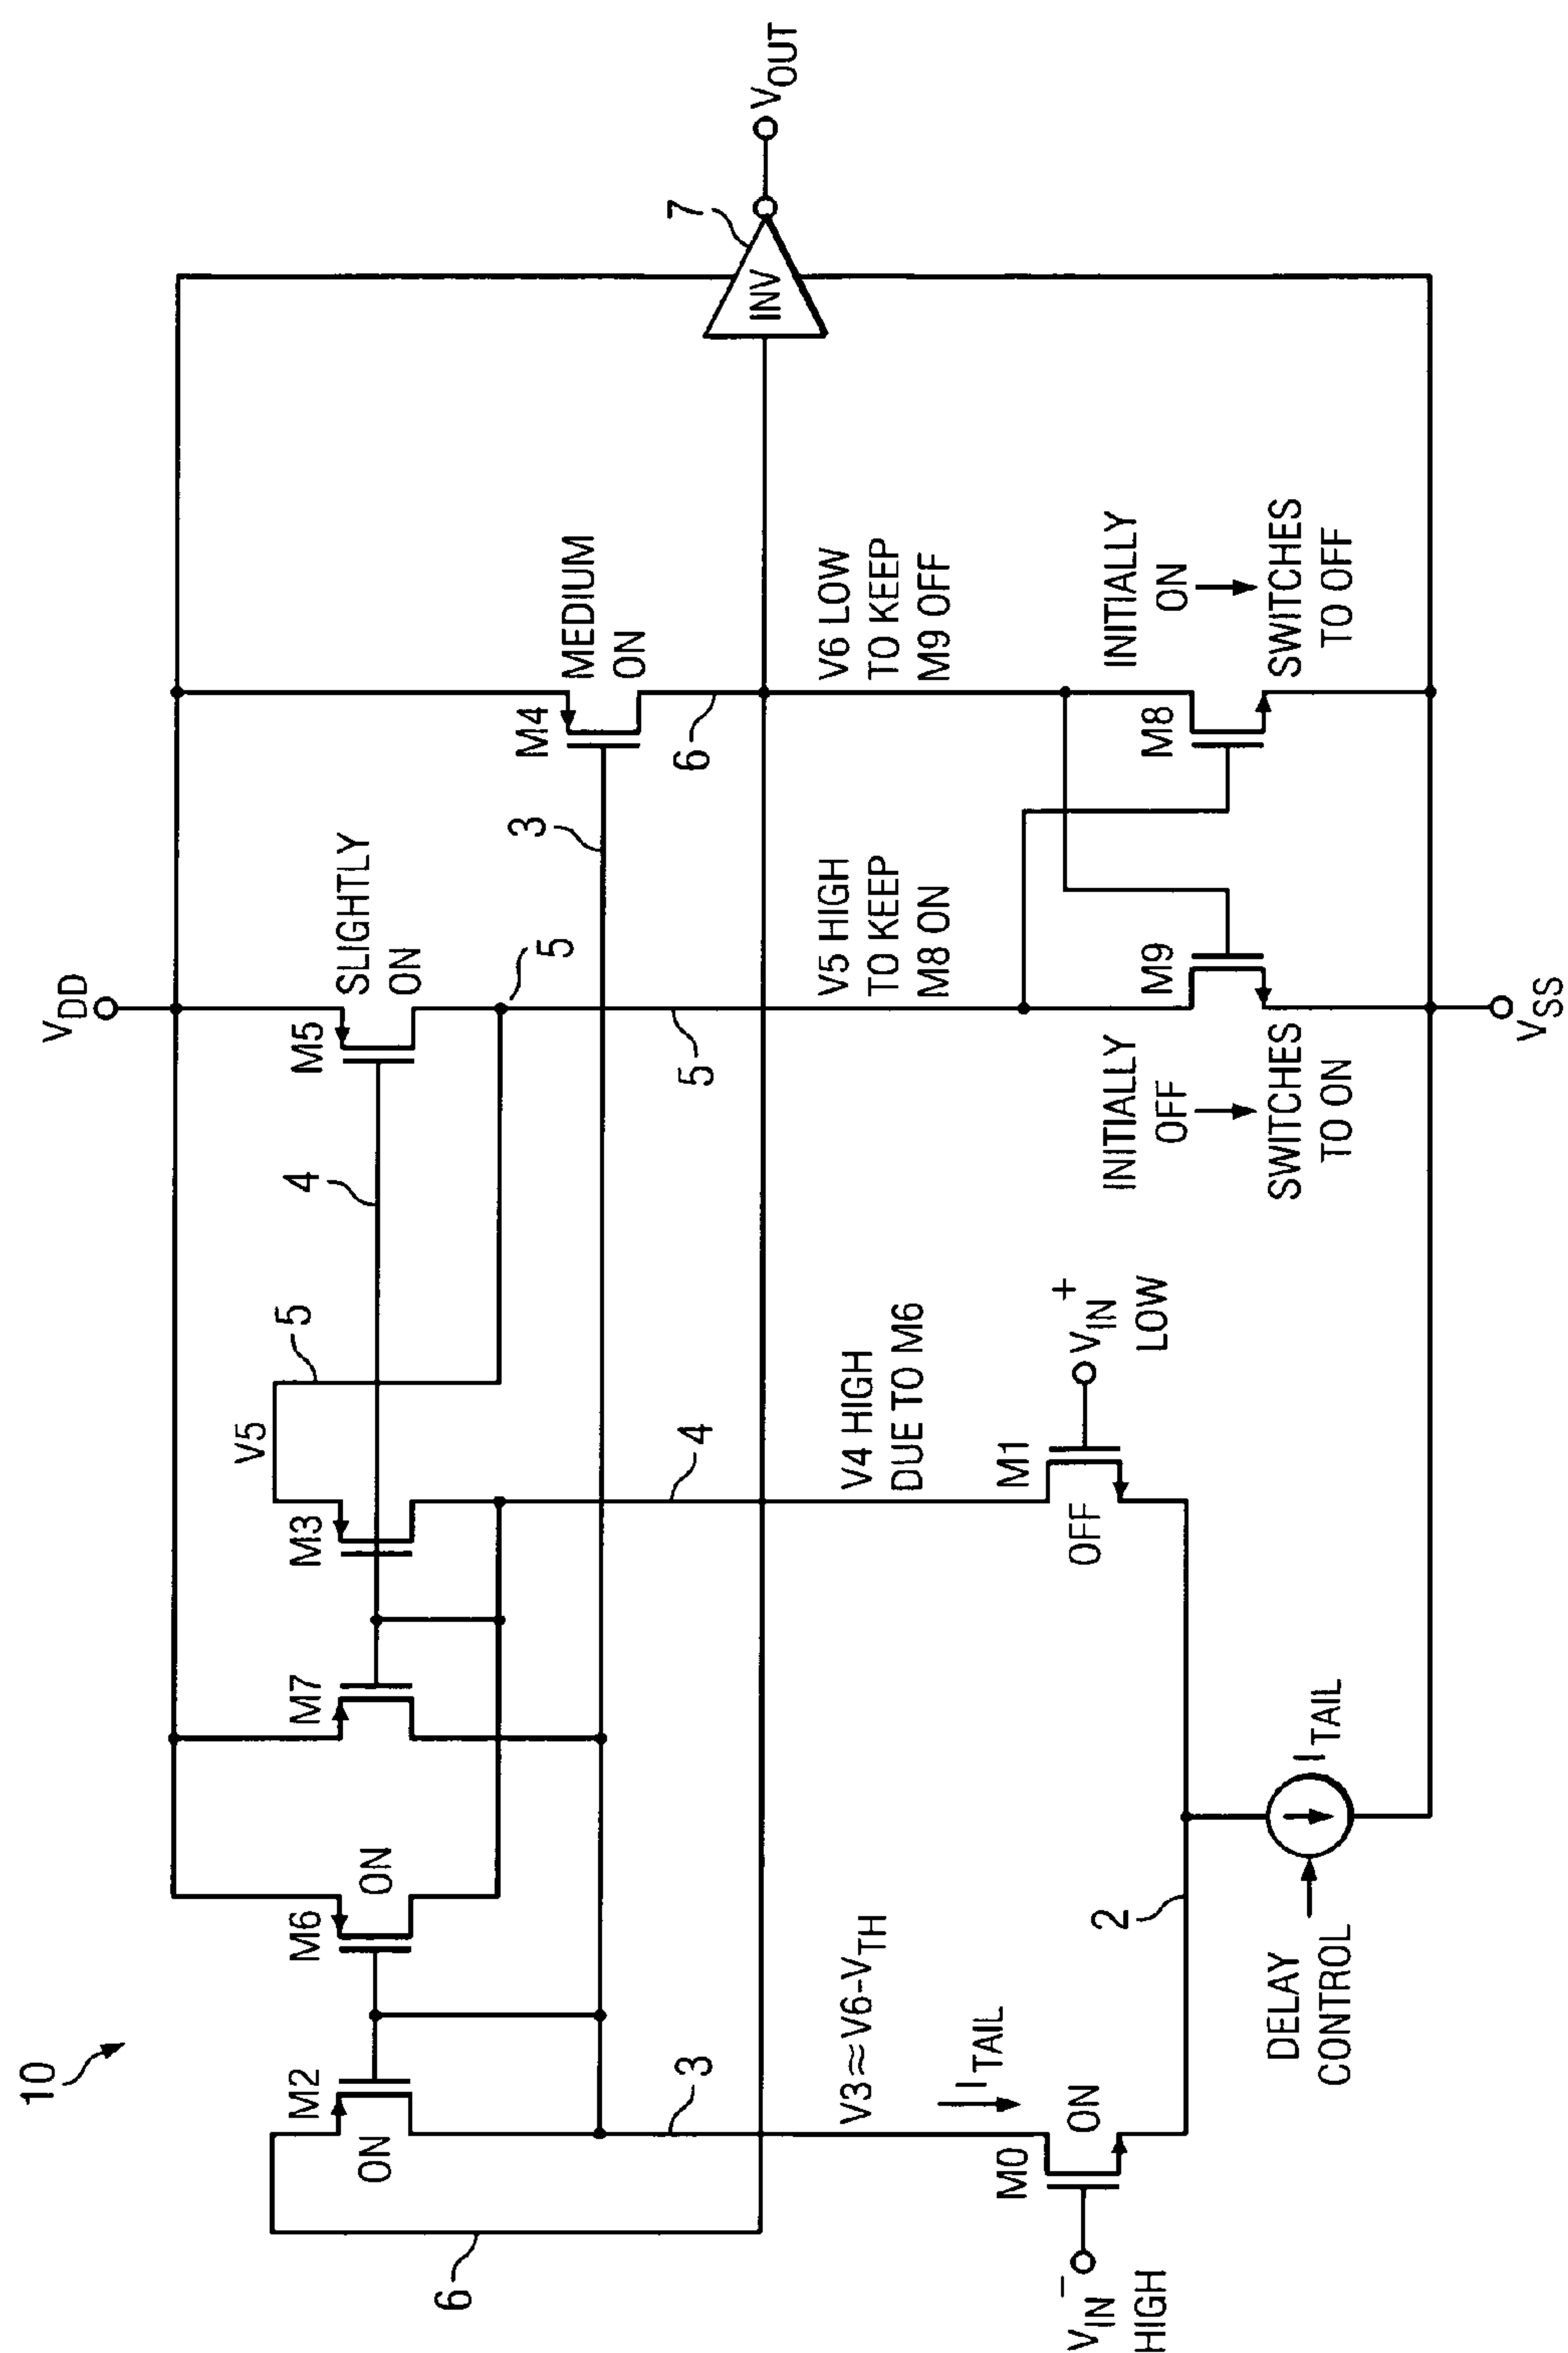 10
VDD
VOUT
7
INV
M2
ON
M6
ON
M7
M3
V5
5
4
M5
SLIGHTLY
ON
5
M4
MEDIUM
ON
3
6
3
4
5
6
V3≈V6-VTH
V4 HIGH
DUE TO M6
V5 HIGH
TO KEEP
M8 ON
V6 LOW
TO KEEP
M9 OFF
ITAIL
VIN-
HIGH
M0
ON
M1
OFF
VIN+
LOW
INITIALLY
OFF
SWITCHES
TO ON
M9
M8
INITIALLY
ON
SWITCHES
TO OFF
2
DELAY
CONTROL
ITAIL
VSS